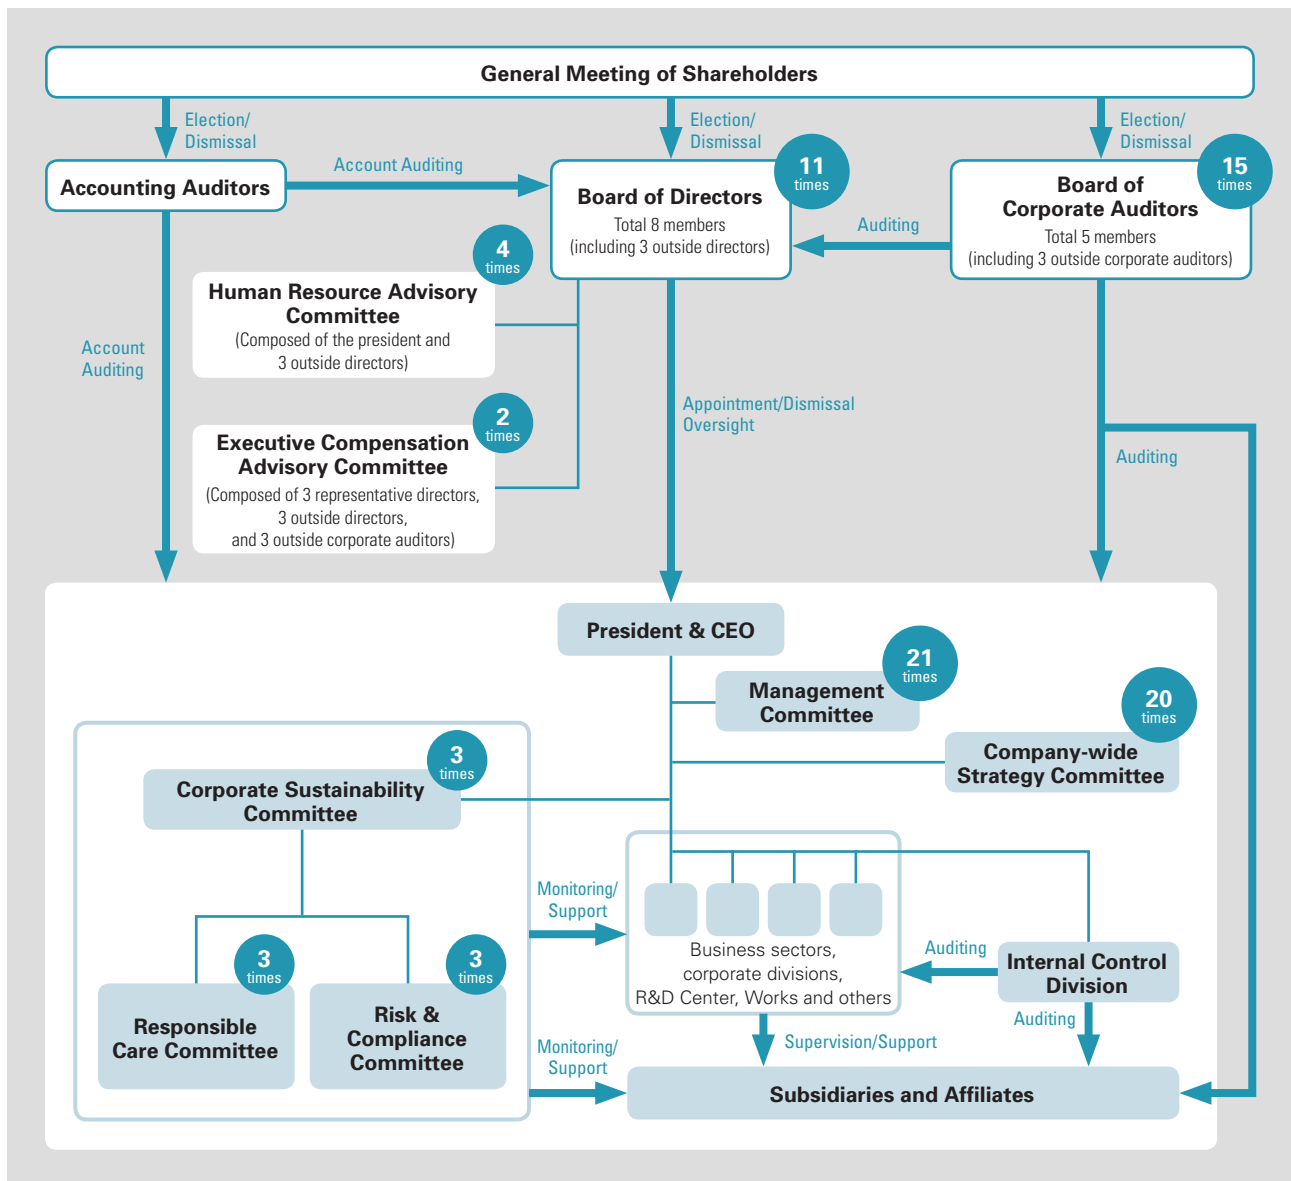 General Meeting of Shareholders
Election/
Dismissal
Election/
Dismissal
Election/
Dismissal
Accounting Auditors
Account Auditing
11
times
Board of Directors
Total 8 members
(including 3 outside directors)
Auditing
15
times
Board of
Corporate Auditors
Total 5 members
(including 3 outside corporate auditors)
4
times
Human Resource Advisory
Committee
(Composed of the president and
3 outside directors)
Account
Auditing
2
times
Executive Compensation
Advisory Committee
(Composed of 3 representative directors,
3 outside directors,
and 3 outside corporate auditors)
Appointment/Dismissal
Oversight
Auditing
President & CEO
21
times
Management
Committee
20
times
Company-wide
Strategy Committee
3
times
Corporate Sustainability
Committee
3
times
Responsible
Care Committee
3
times
Risk &
Compliance
Committee
Monitoring/
Support
Business sectors,
corporate divisions,
R&D Center, Works and others
Auditing
Internal Control
Division
Auditing
Supervision/Support
Monitoring/
Support
Subsidiaries and Affiliates